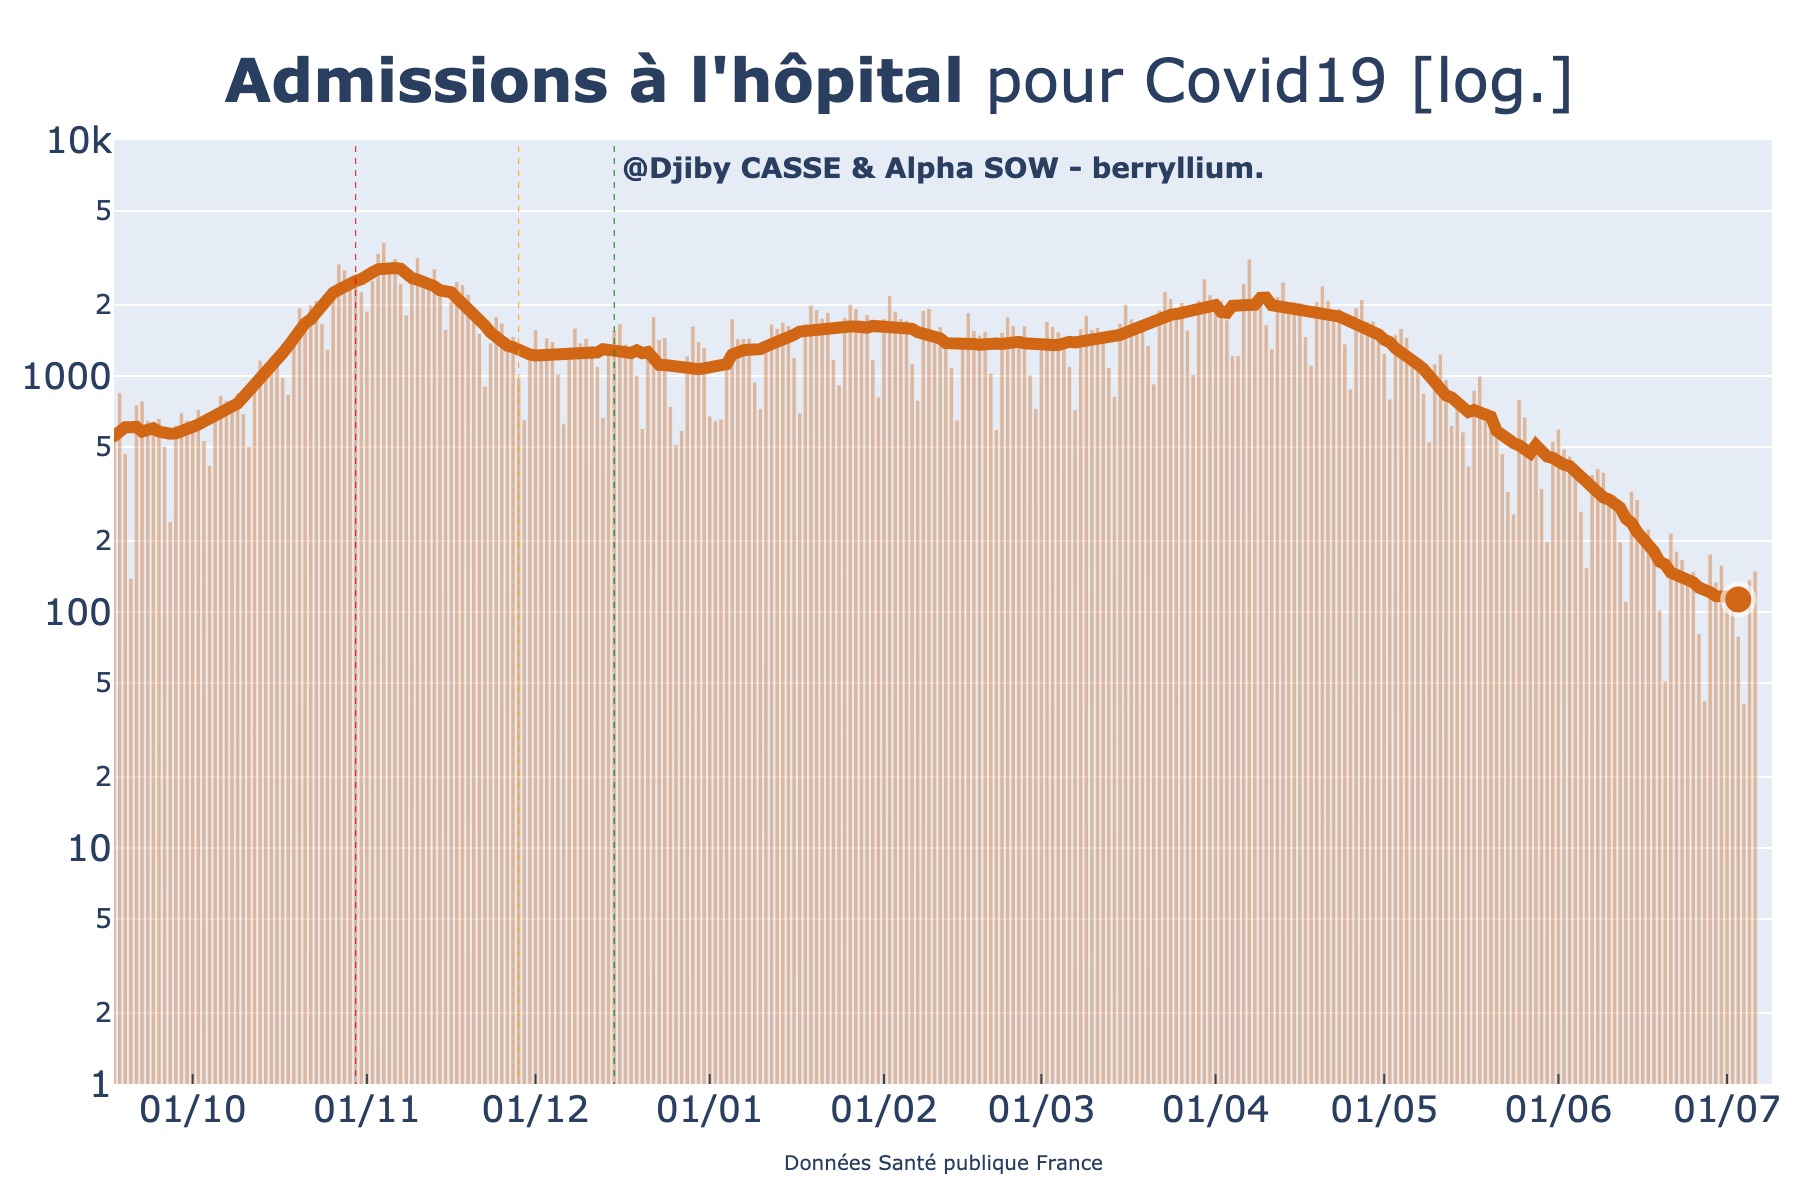 Admissions à l'hôpital pour Covid19 [log.]
@Djiby CASSE & Alpha SOW - berryllium.
10k
5
2
1000
5
2
100
5
2
10
5
2
1
01/10 01/11 01/12 01/01 01/02 01/03 01/04 01/05 01/06 01/07
Données Santé publique France